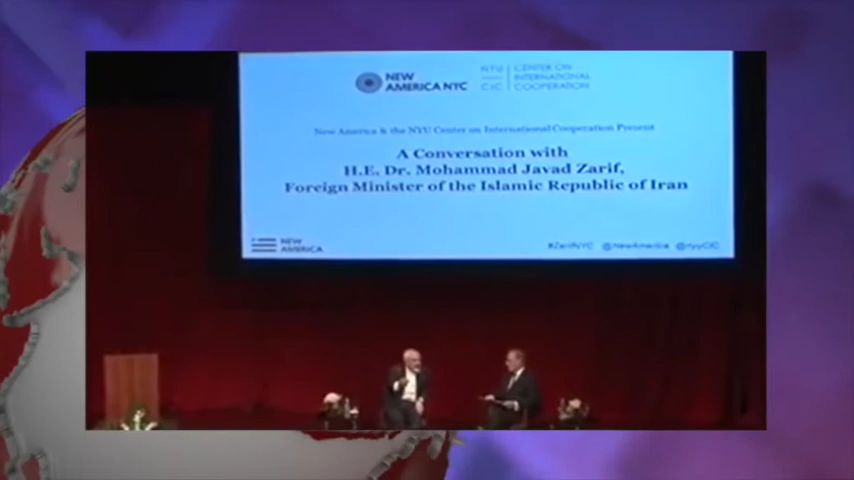 NEW
AMERICA NYC
NYU
CIC
CENTER ON
INTERNATIONAL
COOPERATION
New America & the NYU Center on International Cooperation Present
A Conversation with
H.E. Dr. Mohammad Javad Zarif,
Foreign Minister of the Islamic Republic of Iran
NEW
AMERICA
#ZarifNYC @NewAmerica @nyuCIC